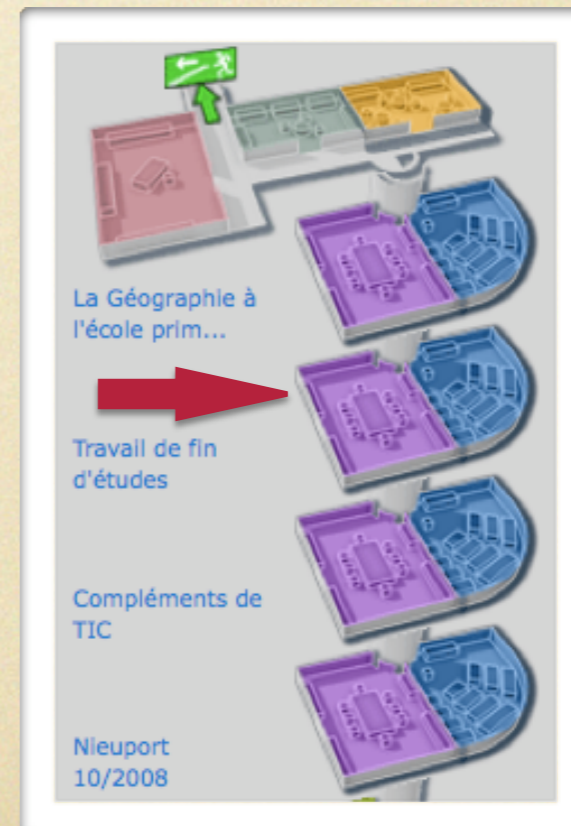 La Géographie à
l'école prim...
Travail de fin
d'études
Compléments de
TIC
Nieuport
10/2008